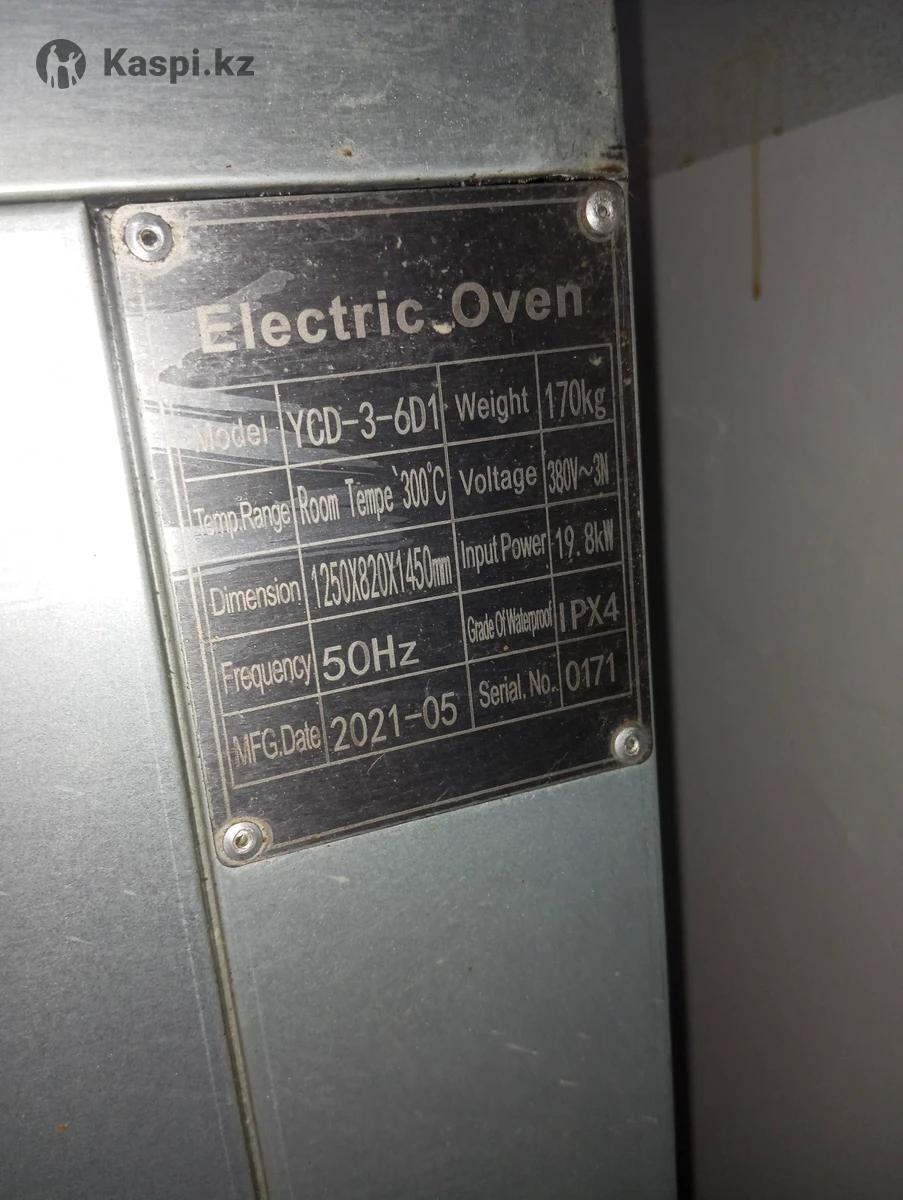 Kaspi.kz
Electric Oven
Model YCD-3-6D1 Weight 170kg
Temp.Range Room Tempe`300℃ Voltage 380V~3N
Dimension 1250X820X1450mm Input Power 19.8kW
Frequency 50Hz Grade Of Waterproof IPX4
MFG.Date 2021-05 Serial. No. 0171